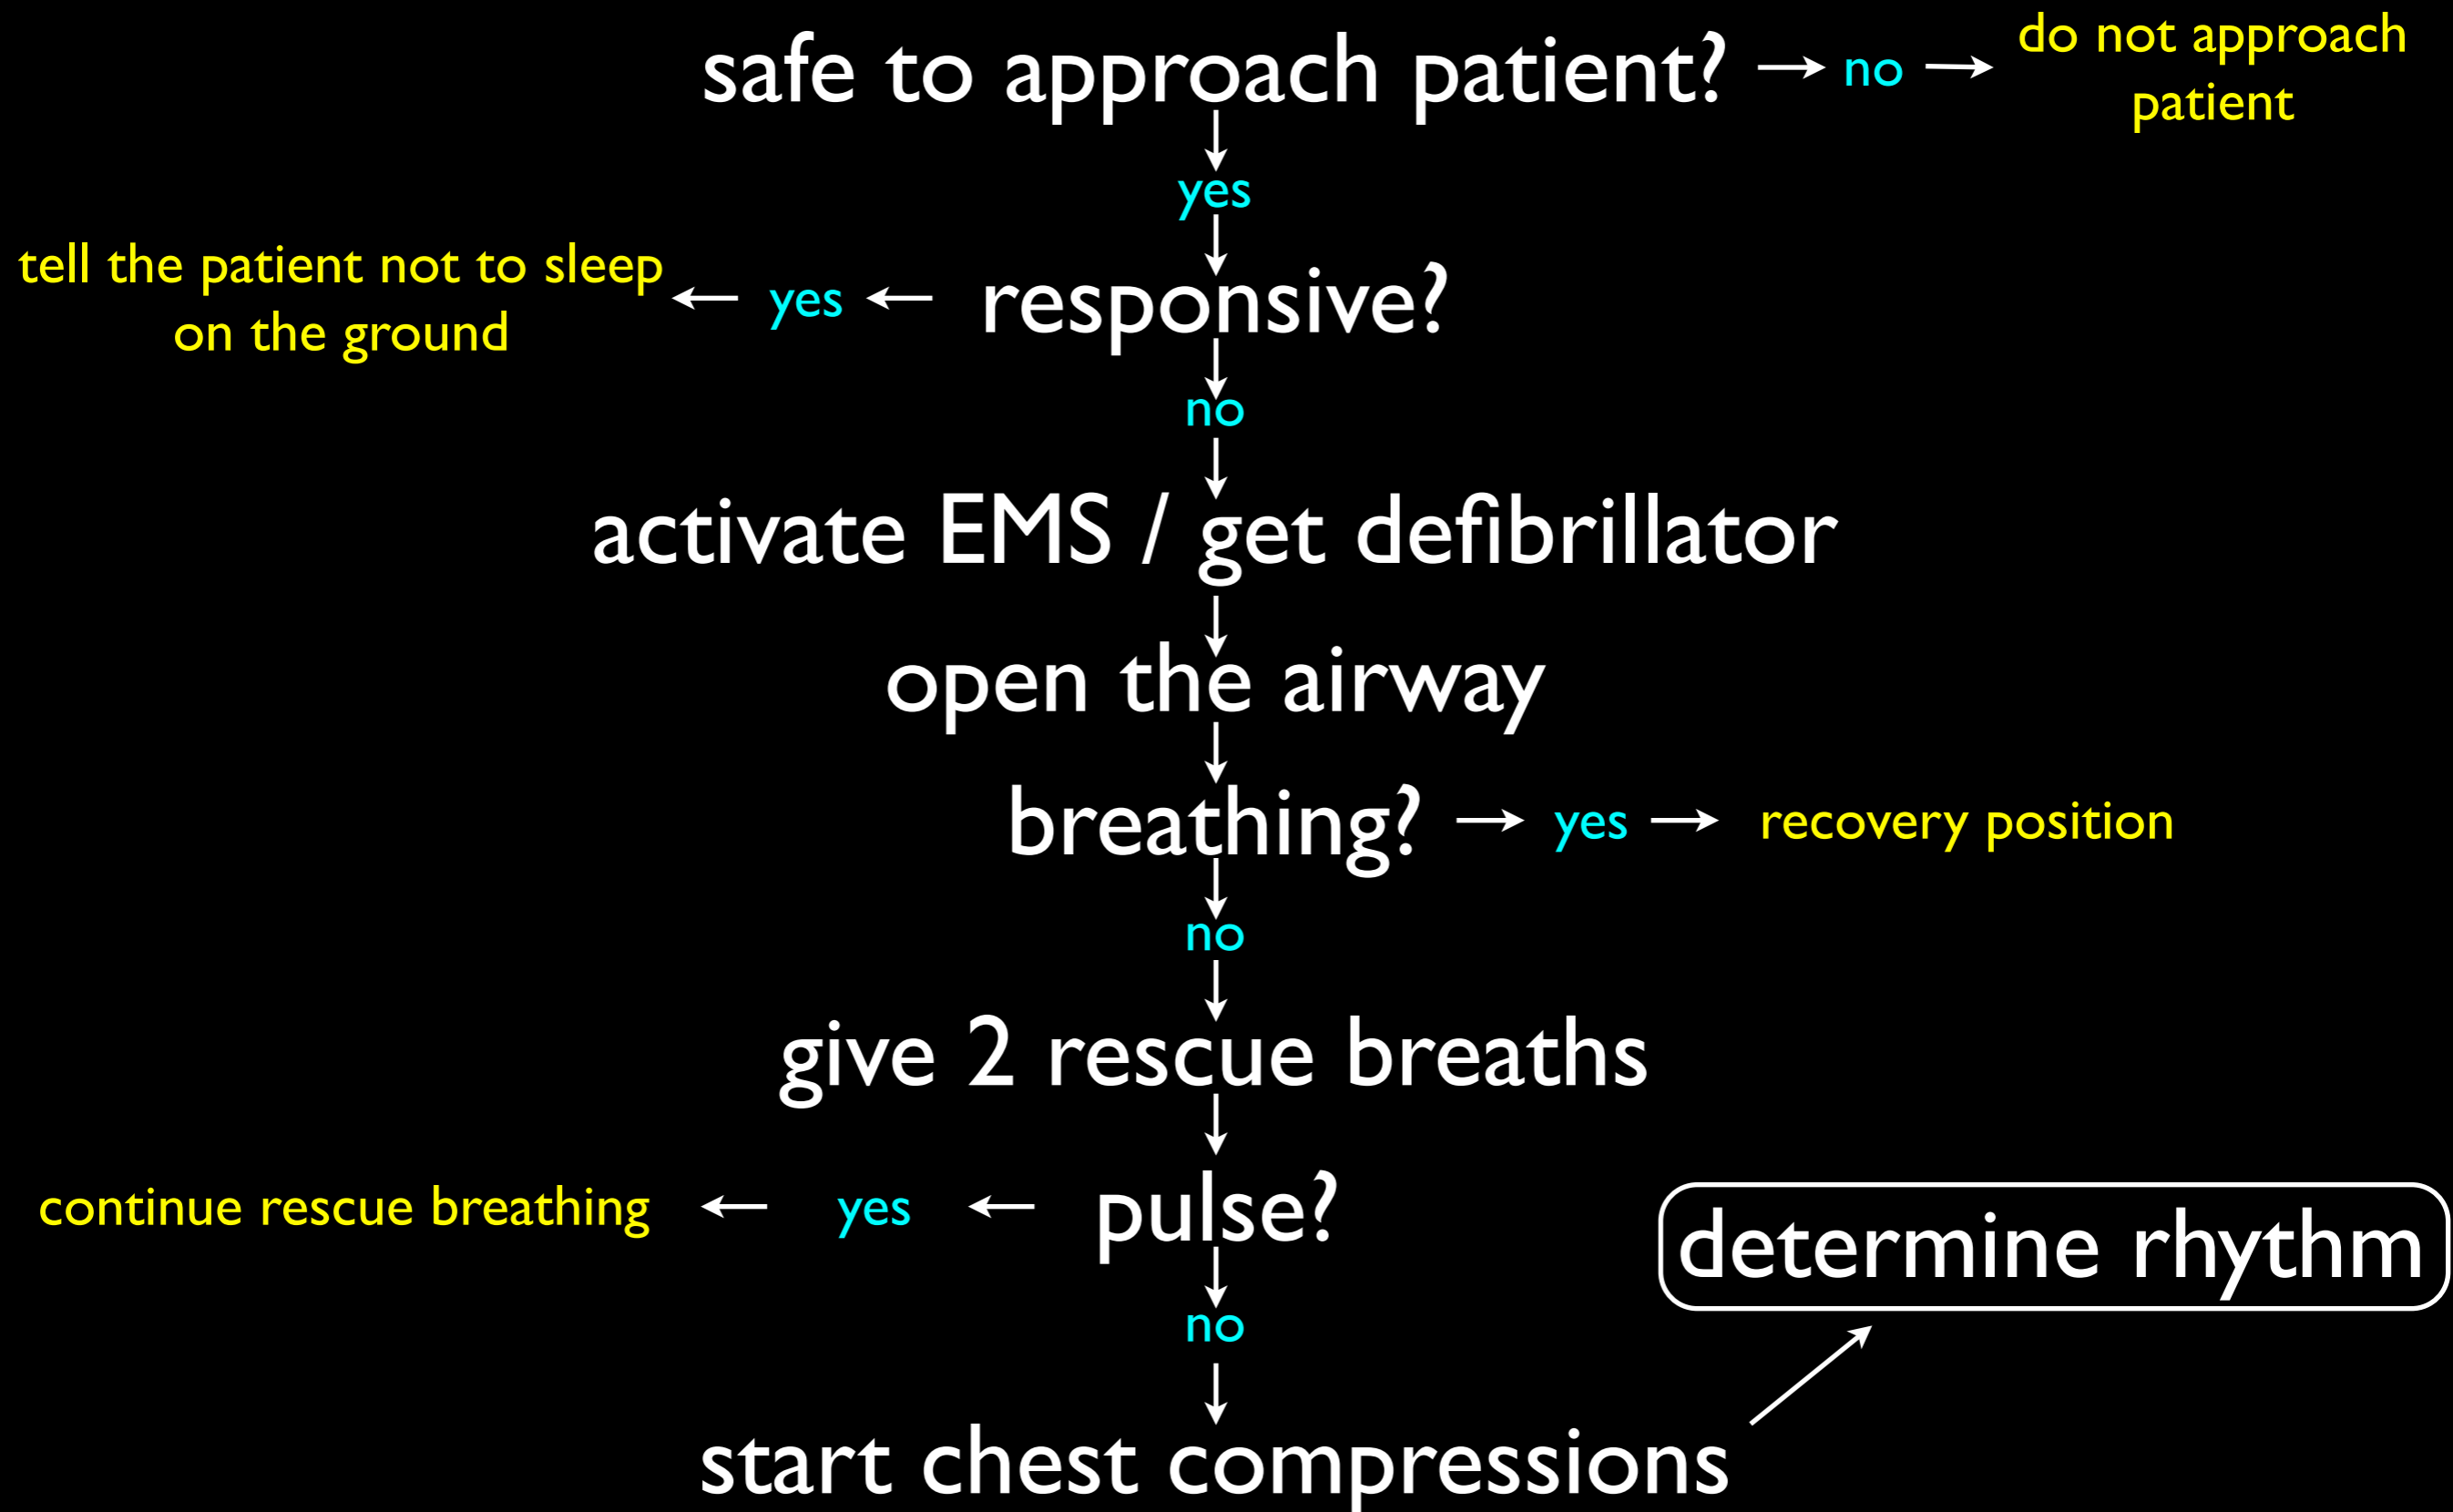 safe to approach patient? no do not approach
patient
yes
tell the patient not to sleep
on the ground
yes responsive?
no
activate EMS / get defibrillator
open the airway
breathing? yes recovery position
no
give 2 rescue breaths
continue rescue breathing yes pulse?
determine rhythm
no
start chest compressions